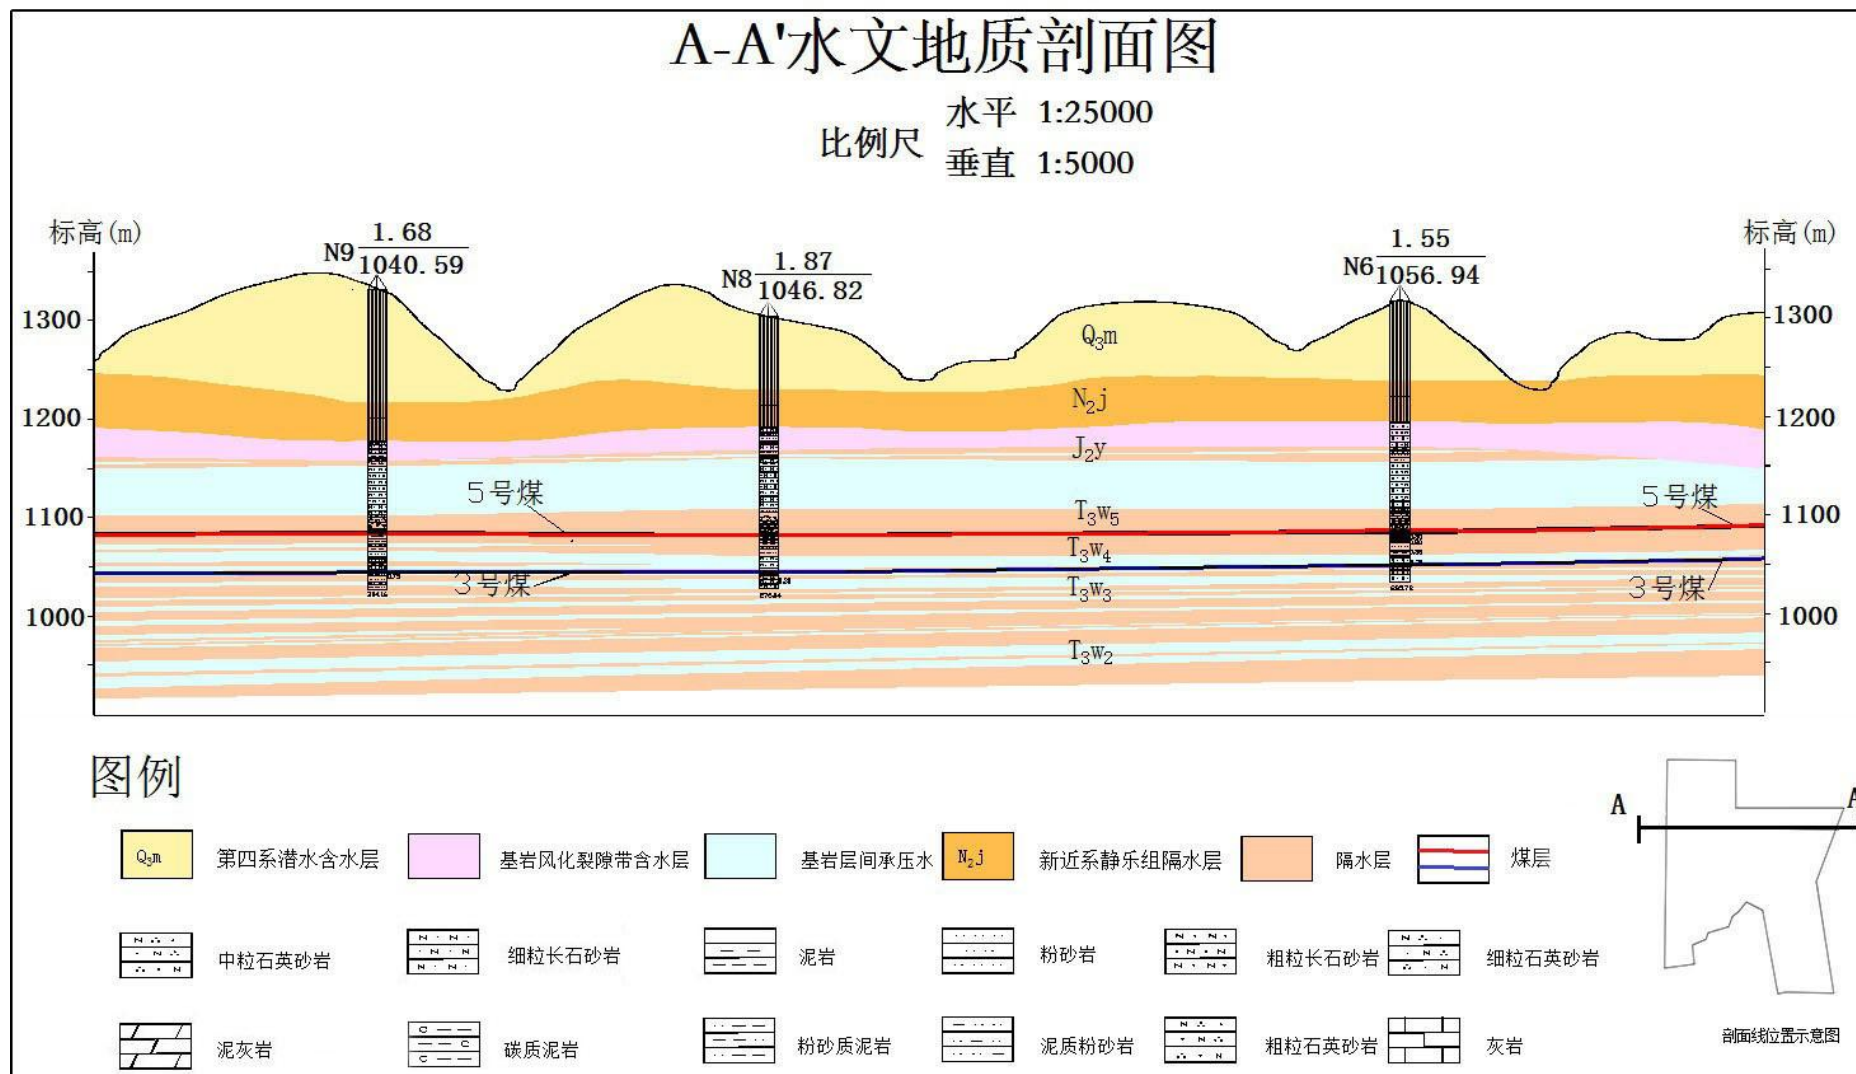 A-A'水文地质剖面图
比例尺
水平 1:25000
垂直 1:5000
标高(m)
N9 1.68
1040.59
N8 1.87
1046.82
N6 1.55
1056.94
标高(m)
1300
1200
1100
1000
1300
1200
1100
1000
Q₃m
N₂j
J₂y
T₃w₅
T₃w₄
T₃w₃
T₃w₂
5号煤
3号煤
5号煤
3号煤
图例
Q₃m 第四系潜水含水层
基岩风化裂隙带含水层
基岩层间承压水
N₂j 新近系静乐组隔水层
隔水层
煤层
中粒石英砂岩
细粒长石砂岩
泥岩
粉砂岩
粗粒长石砂岩
细粒石英砂岩
泥灰岩
碳质泥岩
粉砂质泥岩
泥质粉砂岩
粗粒石英砂岩
灰岩
A
A
剖面线位置示意图